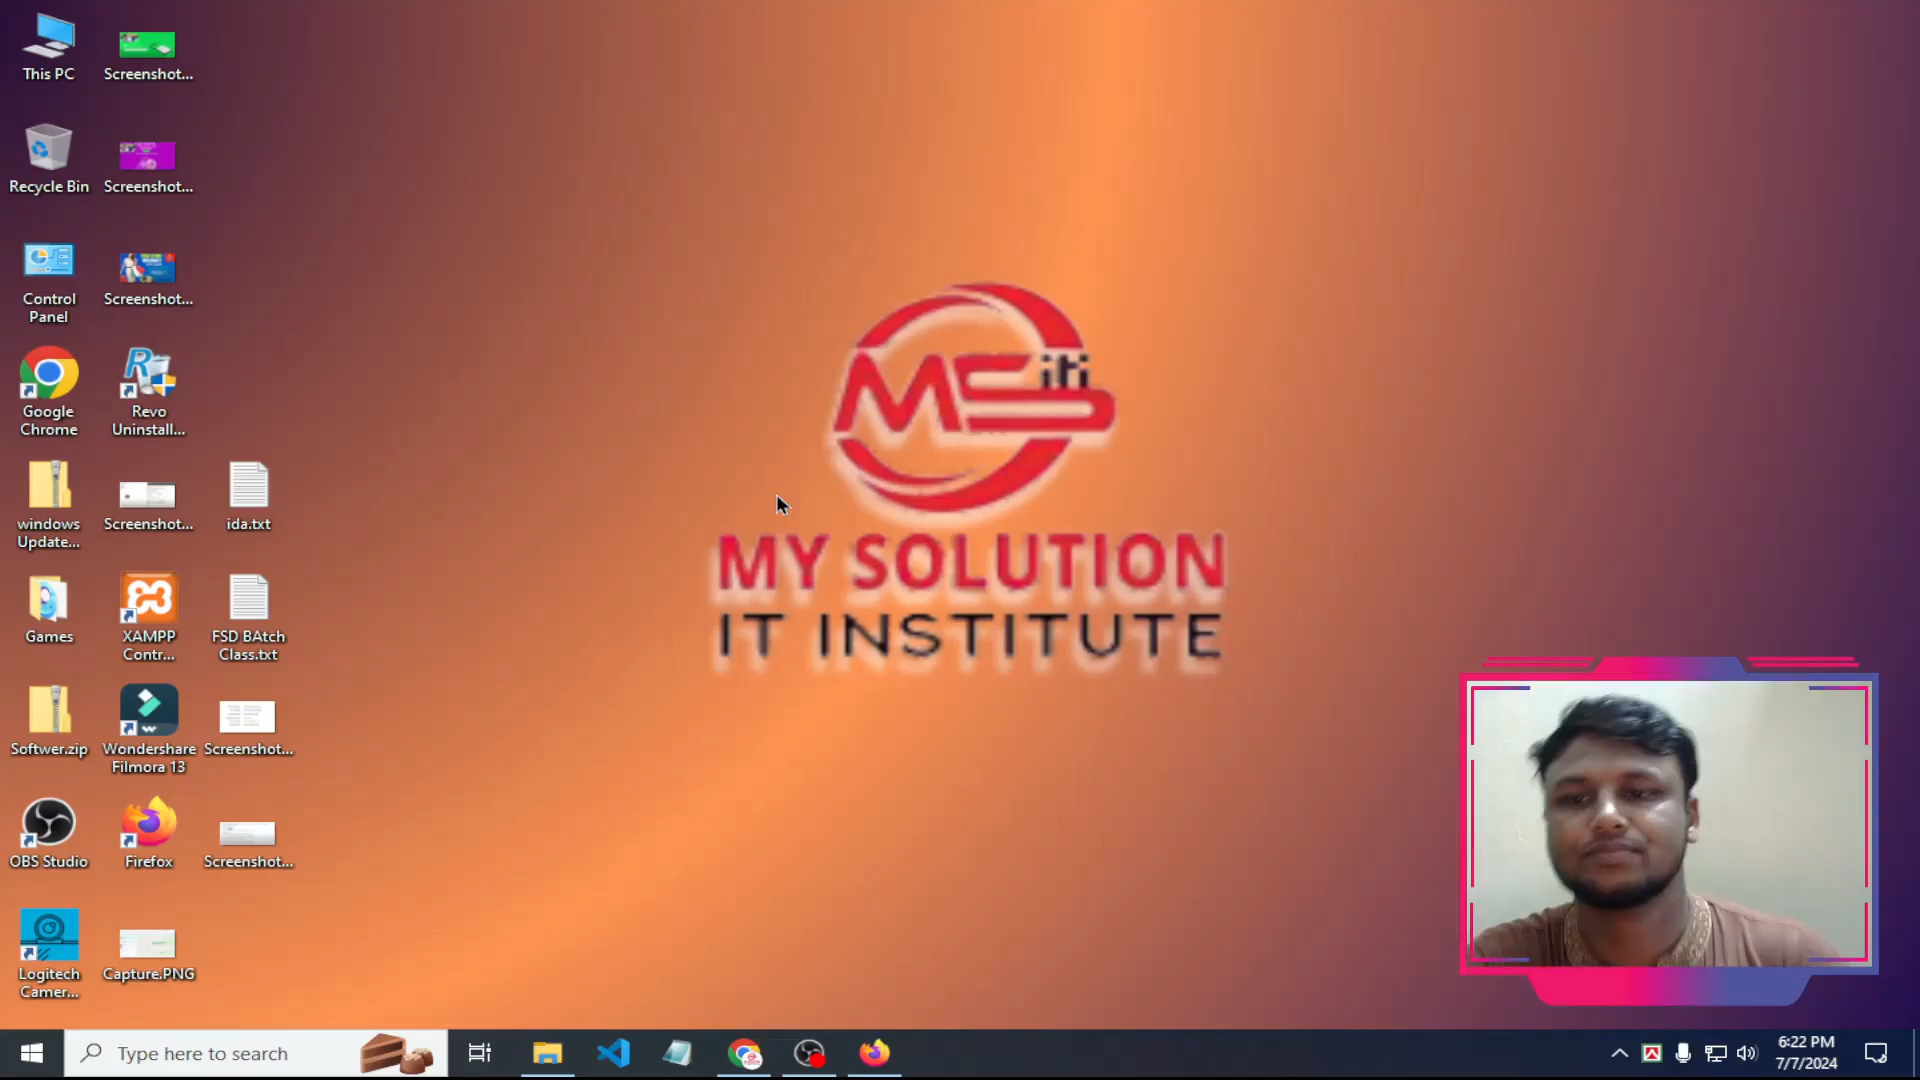 This PC
Screenshot...
Recycle Bin
Screenshot...
Control
Panel
Screenshot...
Google
Chrome
Revo
Uninstall...
windows
Update...
Screenshot...
ida.txt
Games
XAMPP
Contr...
FSD BAtch
Class.txt
Softwer.zip
Wondershare
Filmora 13
Screenshot...
OBS Studio
Firefox
Screenshot...
Logitech
Camer...
Capture.PNG
MS iti
MY SOLUTION
IT INSTITUTE
Type here to search
6:22 PM
7/7/2024